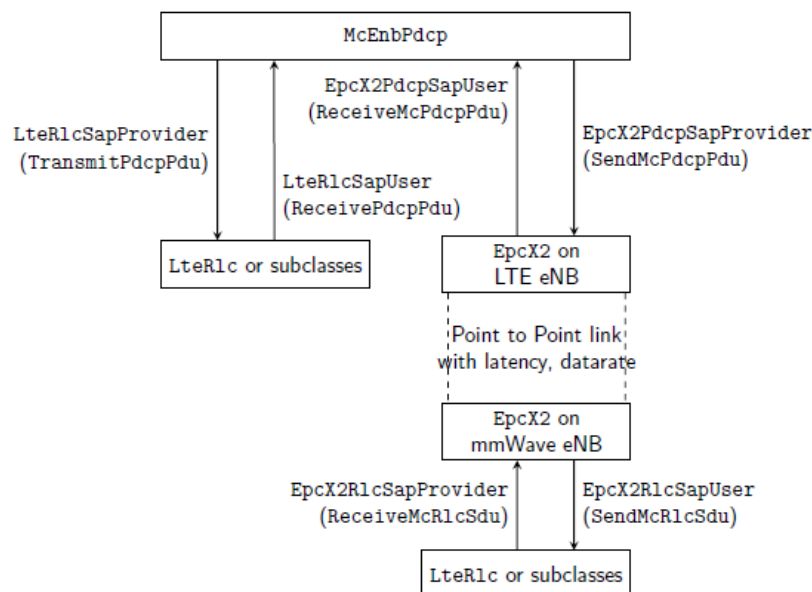 McEnbPdcp
EpcX2PdcpSapUser
(ReceiveMcPdcpPdu)
LteRlcSapProvider
(TransmitPdcpPdu)
EpcX2PdcpSapProvider
(SendMcPdcpPdu)
LteRlcSapUser
(ReceivePdcpPdu)
LteRlc or subclasses
EpcX2 on
LTE eNB
Point to Point link
with latency, datarate
EpcX2 on
mmWave eNB
EpcX2RlcSapProvider
(ReceiveMcRlcSdu)
EpcX2RlcSapUser
(SendMcRlcSdu)
LteRlc or subclasses